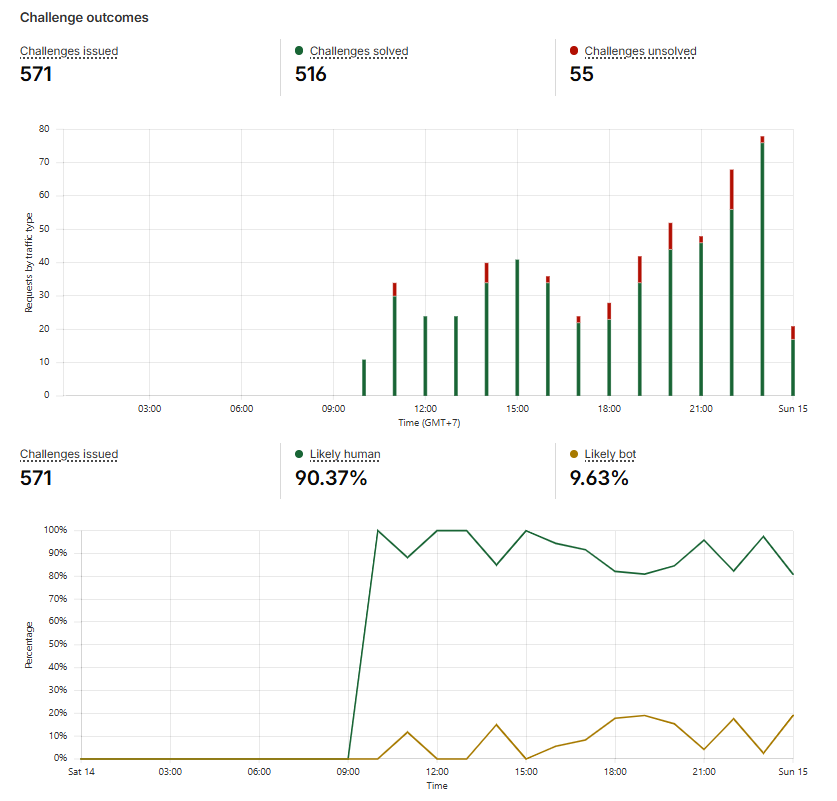 Challenge outcomes
Challenges issued
571
Challenges solved
516
Challenges unsolved
55
Requests by traffic type
80
70
60
50
40
30
20
10
0
03:00 06:00 09:00 12:00 15:00 18:00 21:00 Sun 15
Time (GMT+7)
Challenges issued
571
Likely human
90.37%
Likely bot
9.63%
Percentage
100%
90%
80%
70%
60%
50%
40%
30%
20%
10%
0%
Sat 14 03:00 06:00 09:00 12:00 15:00 18:00 21:00 Sun 15
Time